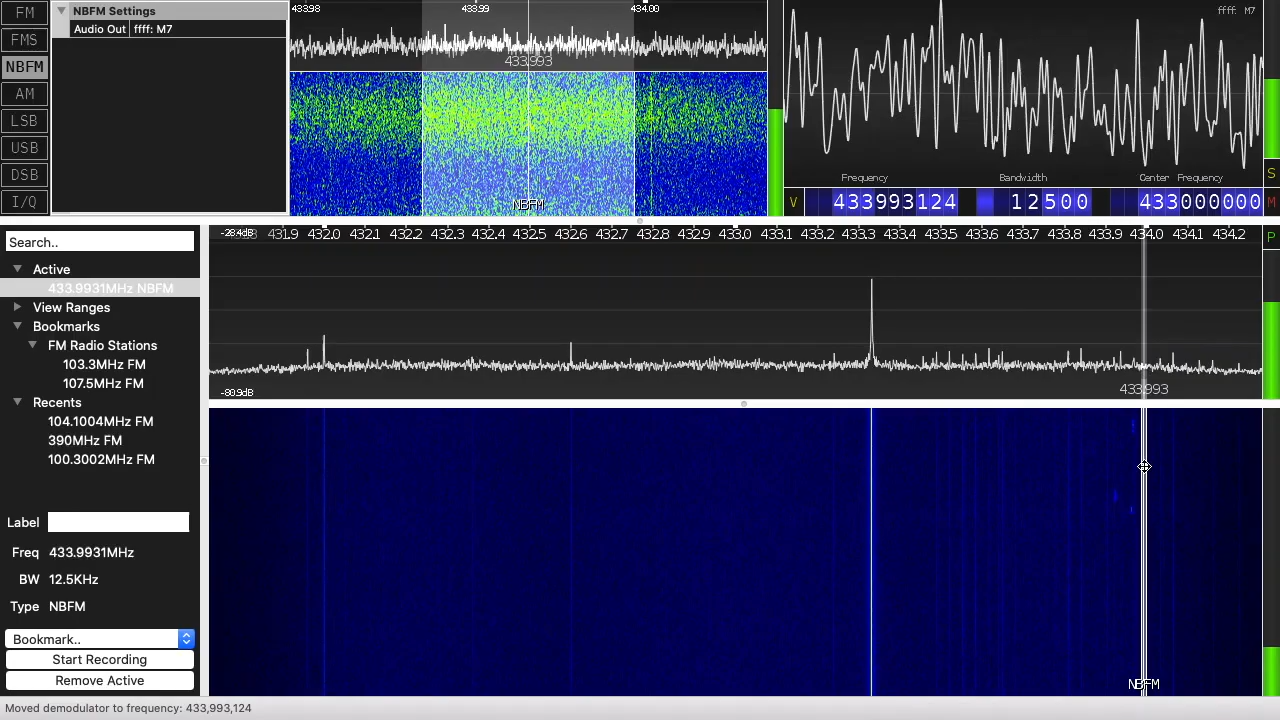 FM
FMS
NBFM
AM
LSB
USB
DSB
I/Q
NBFM Settings
Audio Out ffff: M7
433.98 433.99 434.00
433.993
NBFM
ffff: M7
Frequency Bandwidth Center Frequency
V 433993124 12500 433000000 M
S
Search..
Active
433.9931MHz NBFM
View Ranges
Bookmarks
FM Radio Stations
103.3MHz FM
107.5MHz FM
Recents
104.1004MHz FM
390MHz FM
100.3002MHz FM
Label
Freq 433.9931MHz
BW 12.5KHz
Type NBFM
Bookmark..
Start Recording
Remove Active
-28.4dB 431.9 432.0 432.1 432.2 432.3 432.4 432.5 432.6 432.7 432.8 432.9 433.0 433.1 433.2 433.3 433.4 433.5 433.6 433.7 433.8 433.9 434.0 434.1 434.2 P
-80.9dB
433.993
NBFM
Moved demodulator to frequency: 433,993,124